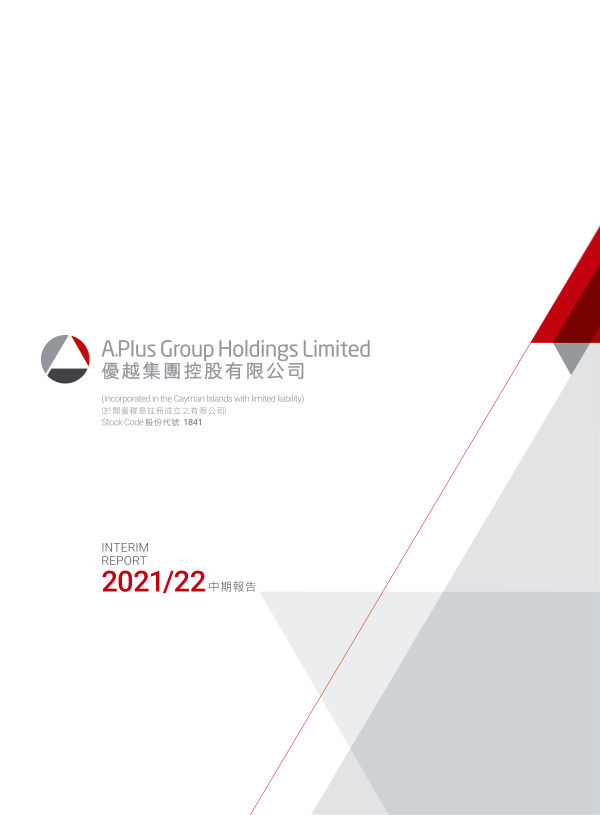 A.Plus Group Holdings Limited
優越集團控股有限公司
(Incorporated in the Cayman Islands with limited liability)
(於開曼群島註冊成立之有限公司)
Stock Code 股份代號: 1841
INTERIM
REPORT
2021/22 中期報告